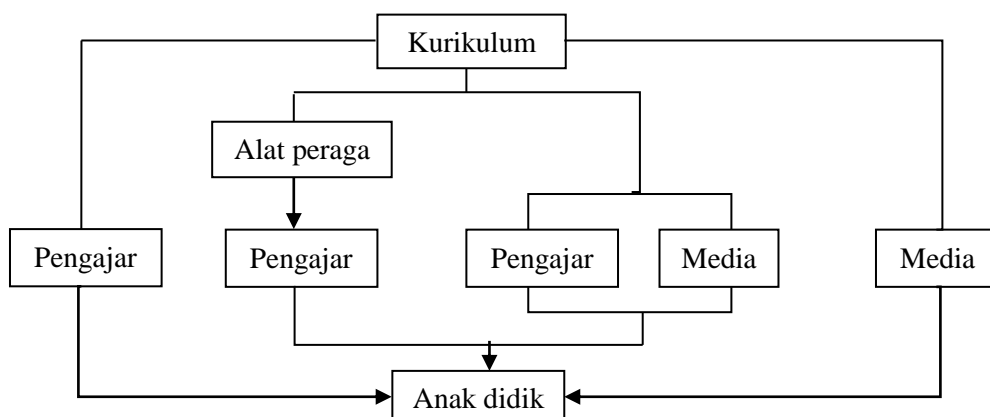 Kurikulum
Alat peraga
Pengajar
Pengajar
Pengajar
Media
Media
Anak didik